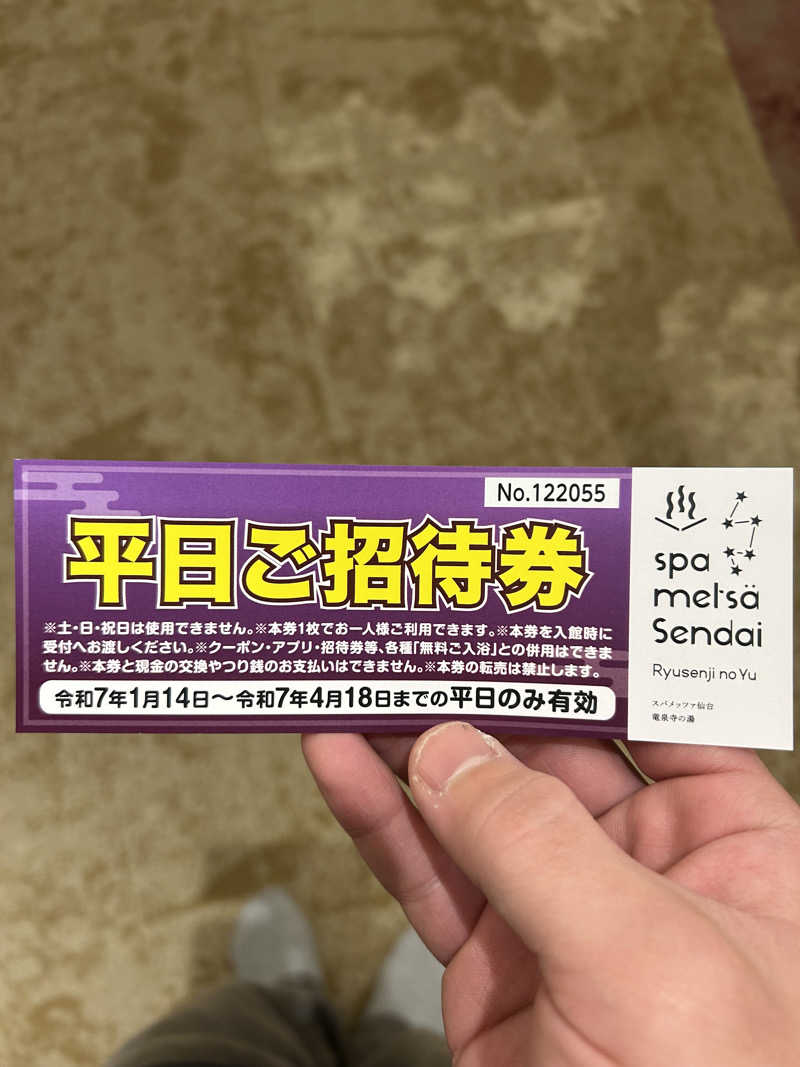 No.122055
平日ご招待券
※土・日・祝日は使用できません。※本券1枚でお一人様ご利用できます。※本券を入館時に
受付へお渡しください。※クーポン・アプリ・招待券等、各種「無料ご入浴」との併用はできま
せん。※本券と現金の交換やつり銭のお支払いはできません。※本券の転売は禁止します。
令和7年1月14日～令和7年4月18日までの平日のみ有効
spa
metsä
Sendai
Ryusenji no Yu
スパメッツァ仙台
竜泉寺の湯